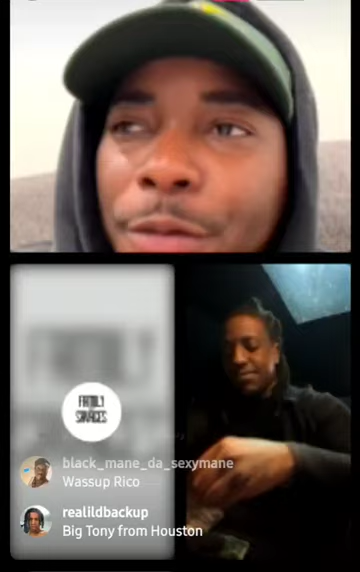 FAMILY
SAVAGES
black_mane_da_sexymane
Wassup Rico
realildbackup
Big Tony from Houston